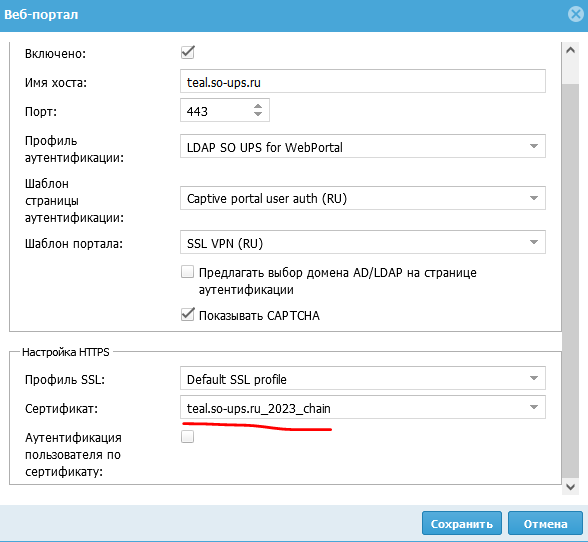 Веб-портал
Включено:
Имя хоста: teal.so-ups.ru
Порт: 443
Профиль
аутентификации: LDAP SO UPS for WebPortal
Шаблон
страницы
аутентификации: Captive portal user auth (RU)
Шаблон портала: SSL VPN (RU)
Предлагать выбор домена AD/LDAP на странице
аутентификации
Показывать CAPTCHA
Настройка HTTPS
Профиль SSL: Default SSL profile
Сертификат: teal.so-ups.ru_2023_chain
Аутентификация
пользователя по
сертификату:
Сохранить Отмена